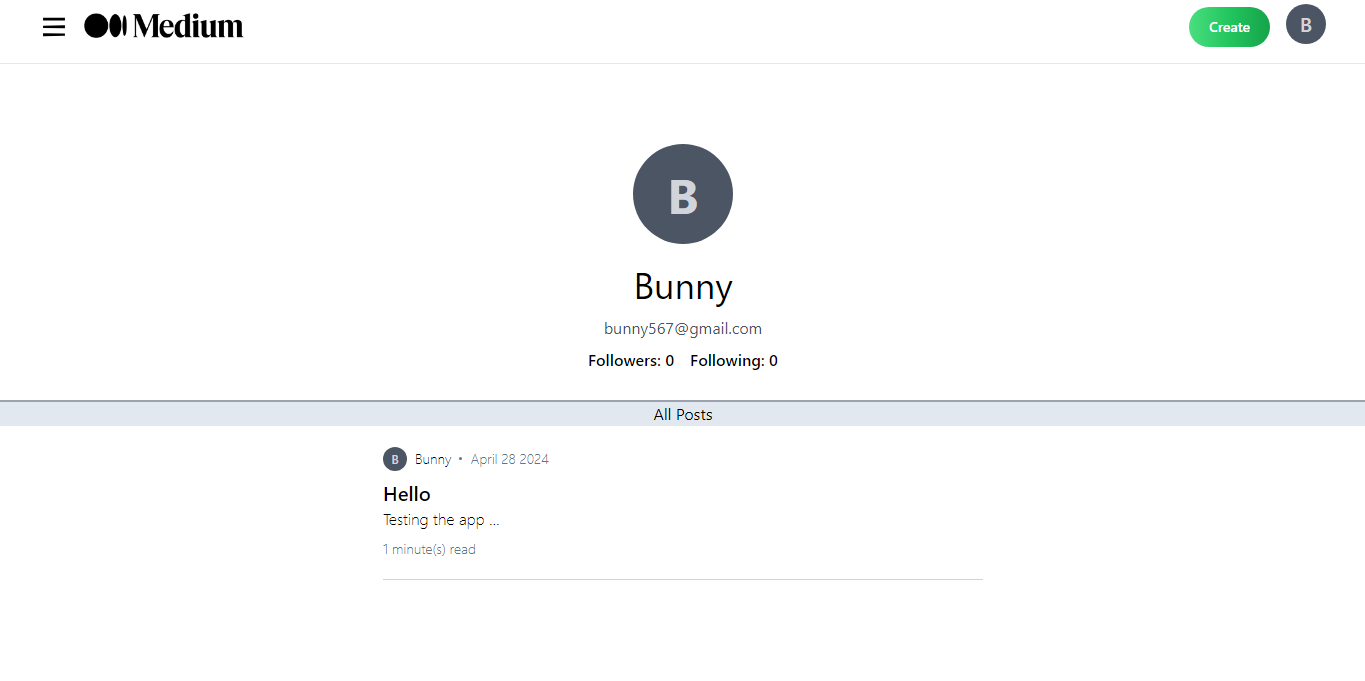 Medium
Create
B
B
Bunny
bunny567@gmail.com
Followers: 0 Following: 0
All Posts
B Bunny • April 28 2024
Hello
Testing the app ...
1 minute(s) read